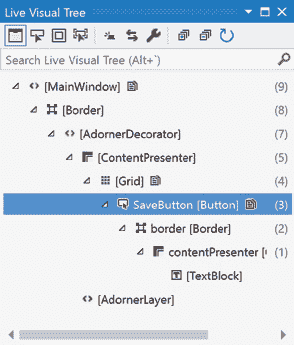 Live Visual Tree
Search Live Visual Tree (Alt+`)
[MainWindow] (9)
[Border] (8)
[AdornerDecorator] (7)
[ContentPresenter] (5)
[Grid] (4)
SaveButton [Button] (3)
border [Border] (2)
contentPresenter (1)
[TextBlock]
[AdornerLayer]